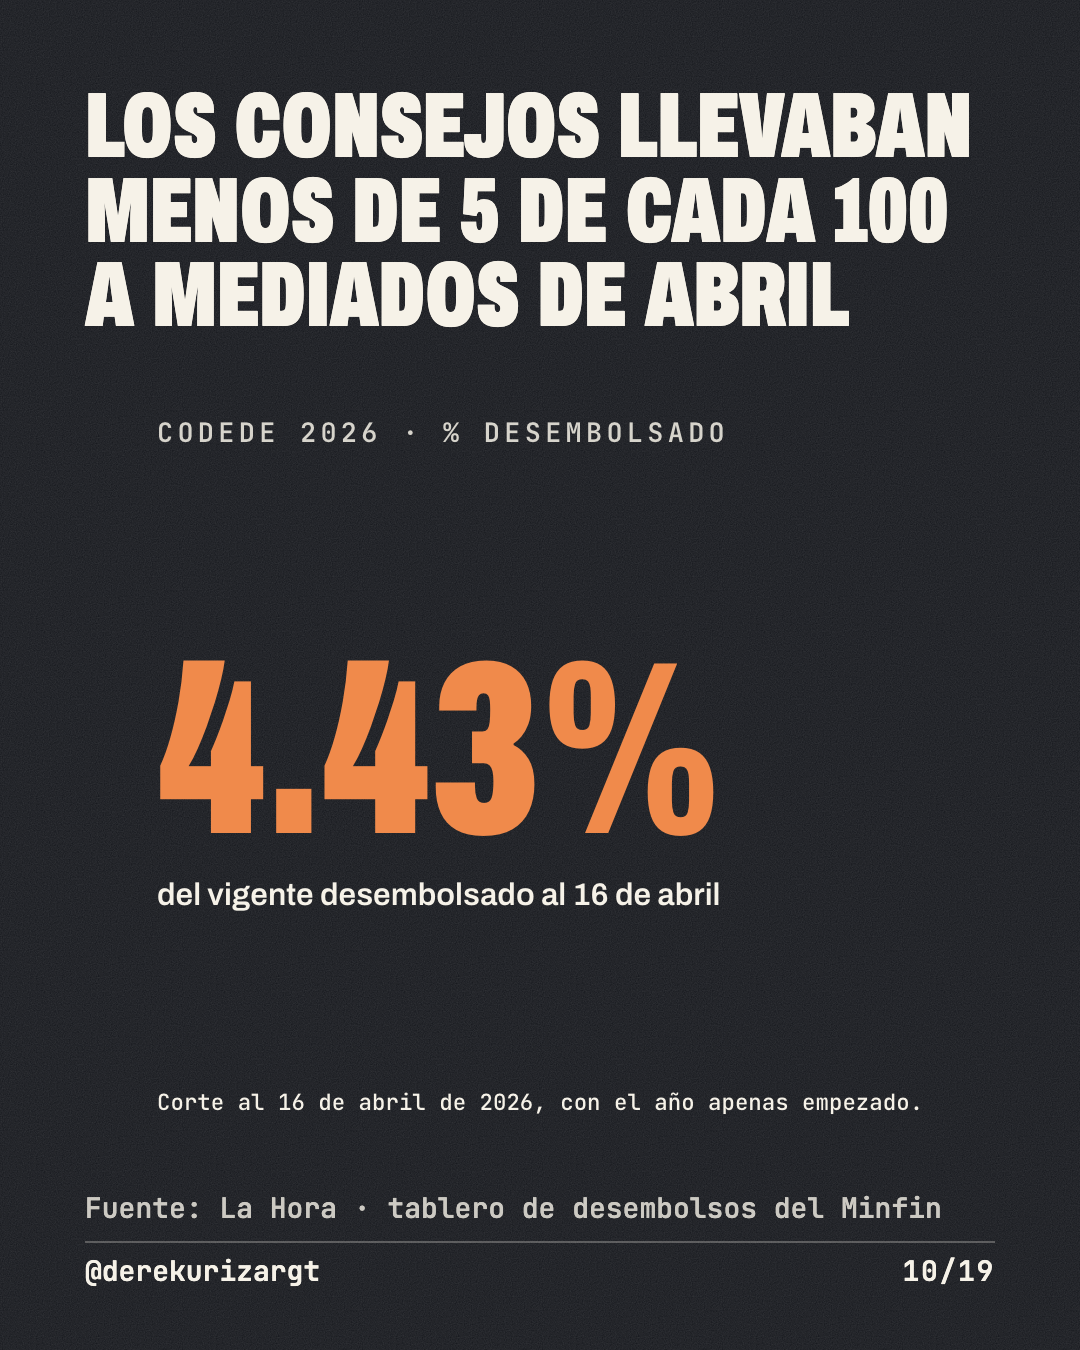 LOS CONSEJOS LLEVABAN
MENOS DE 5 DE CADA 100
A MEDIADOS DE ABRIL
CODEDE 2026 · % DESEMBOLSADO
4.43%
del vigente desembolsado al 16 de abril
Corte al 16 de abril de 2026, con el año apenas empezado.
Fuente: La Hora · tablero de desembolsos del Minfin
@derekurizargt
10/19